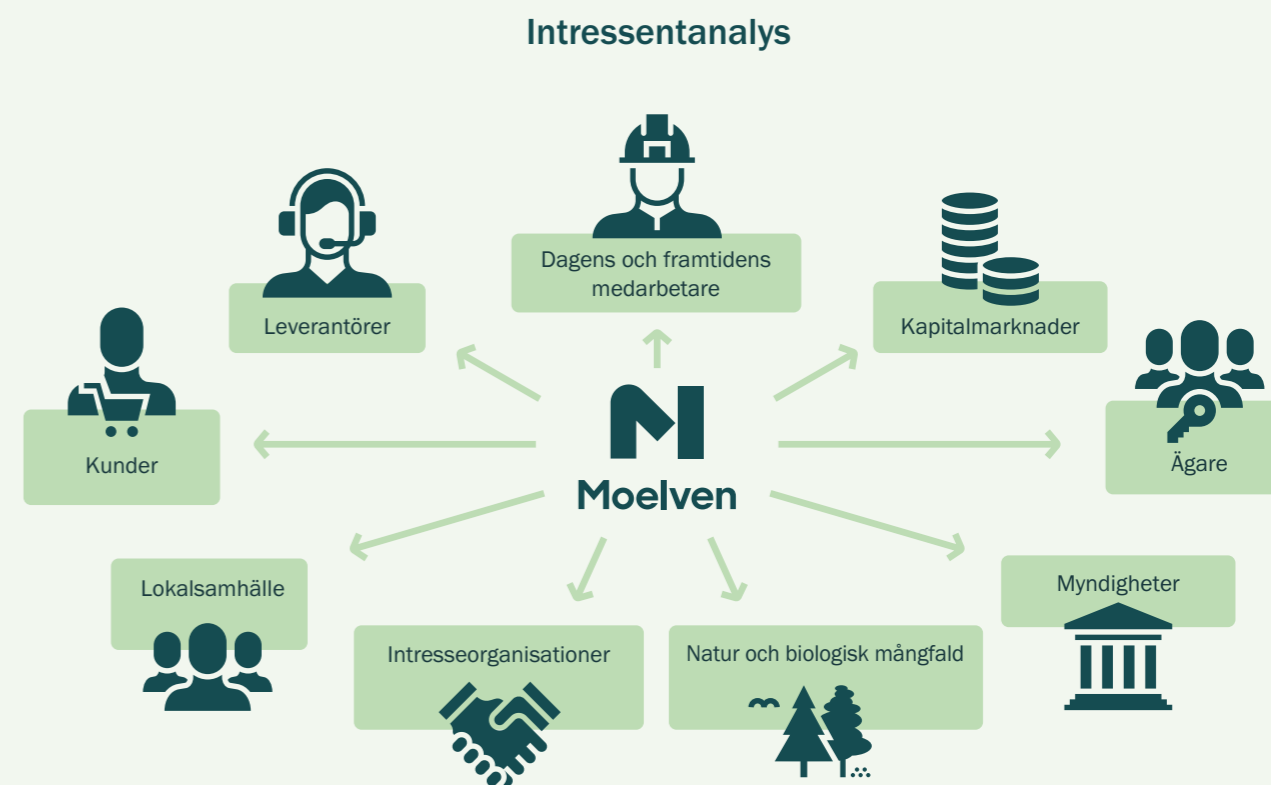 Intressentanalys
Dagens och framtidens
medarbetare
Leverantörer
Kapitalmarknader
Kunder
Ägare
Moelven
Lokalsamhälle
Myndigheter
Intresseorganisationer
Natur och biologisk mångfald